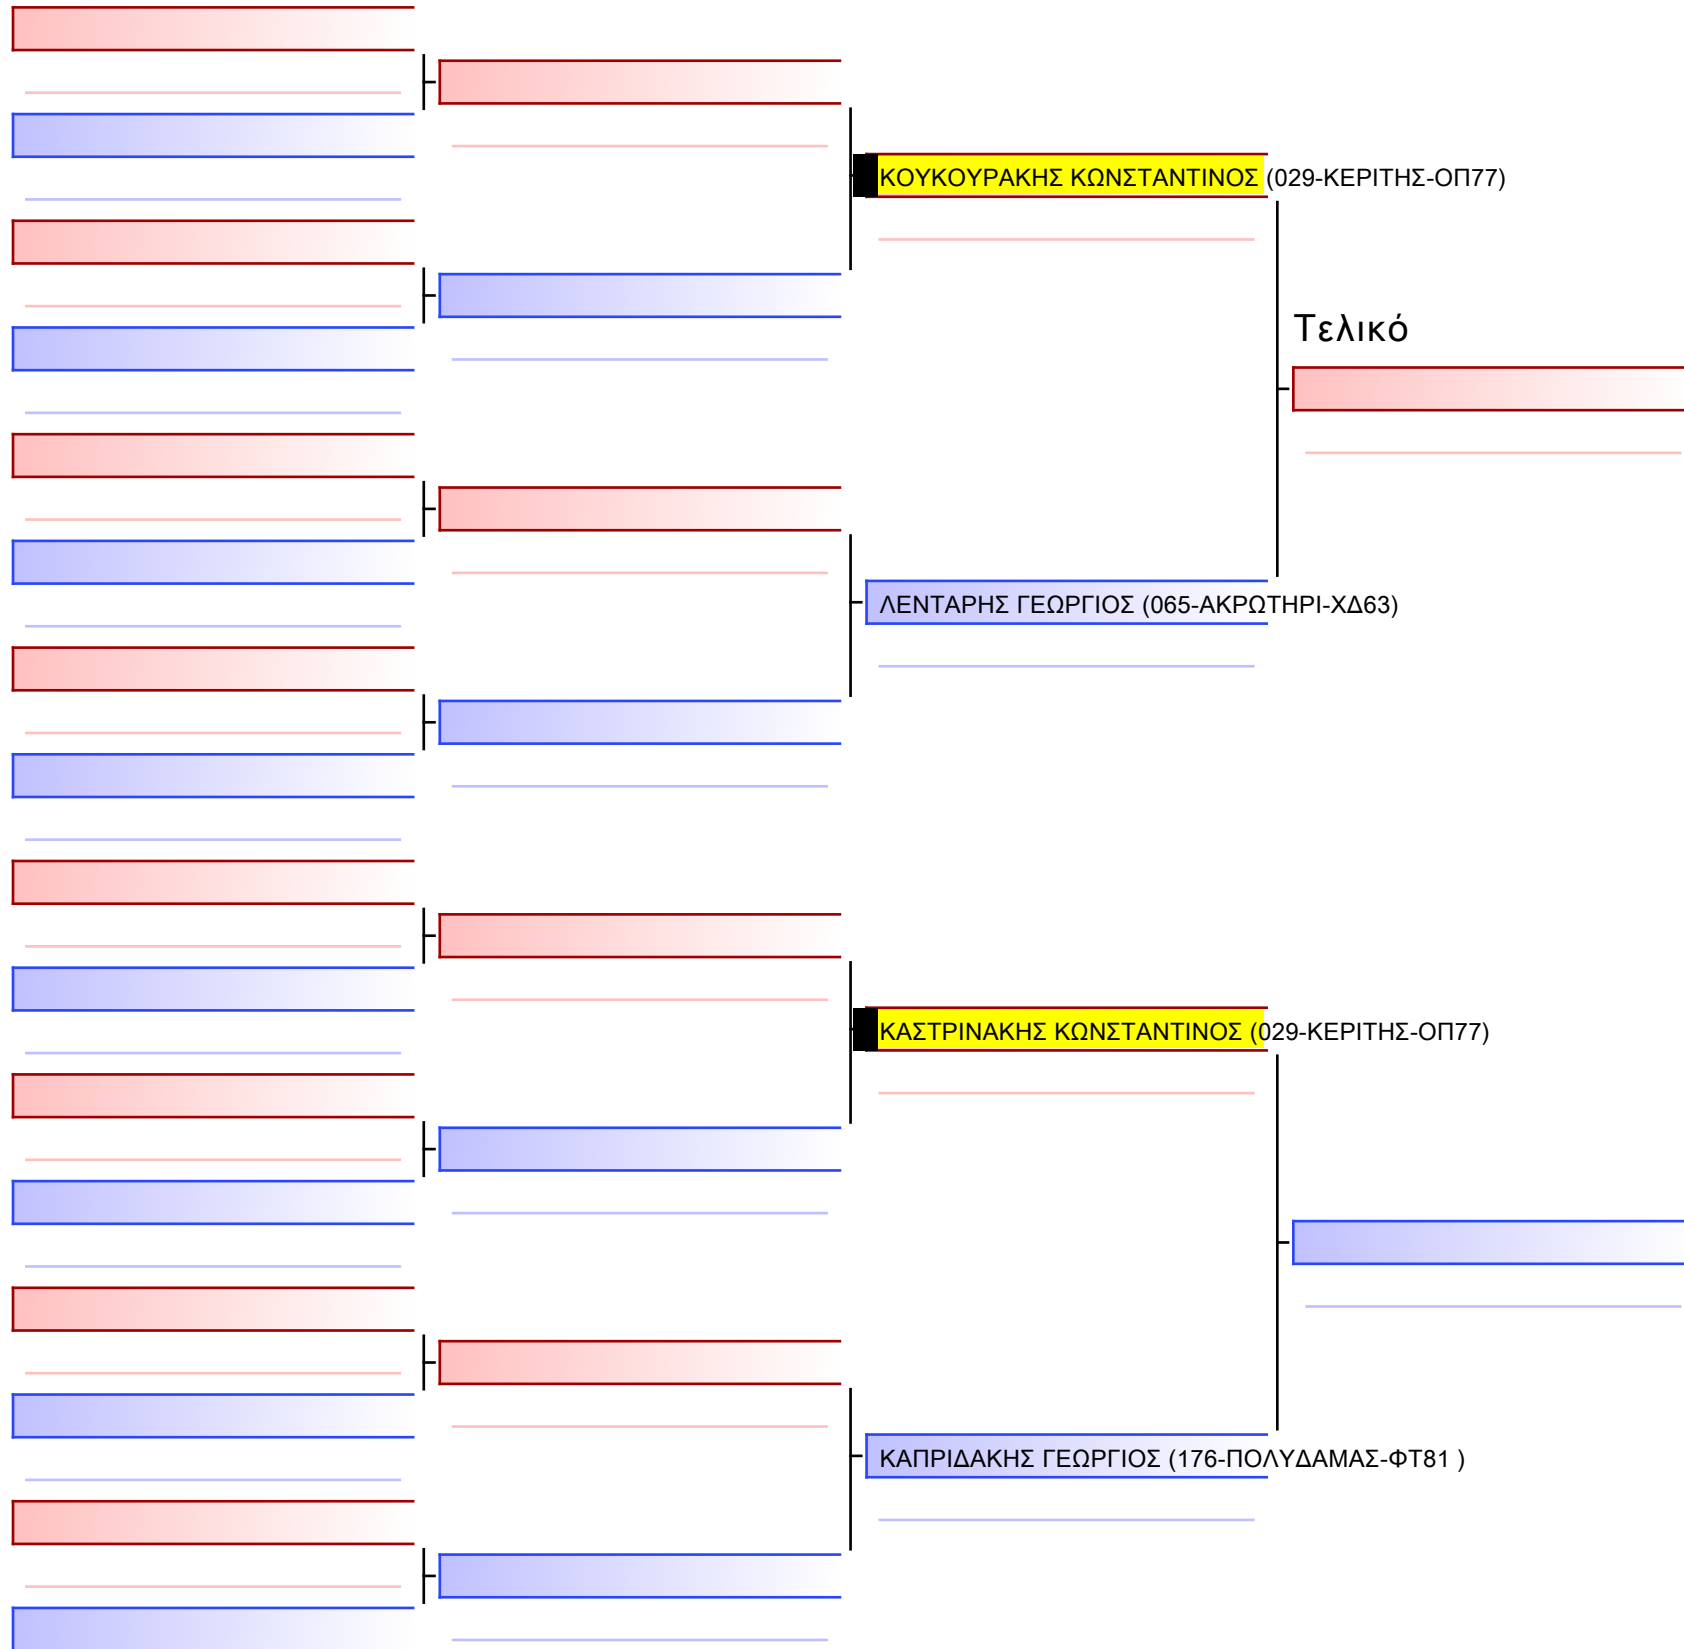 ΚΟΥΚΟΥΡΑΚΗΣ ΚΩΝΣΤΑΝΤΙΝΟΣ (029-ΚΕΡΙΤΗΣ-ΟΠ77)
Τελικό
ΛΕΝΤΑΡΗΣ ΓΕΩΡΓΙΟΣ (065-ΑΚΡΩΤΗΡΙ-ΧΔ63)
ΚΑΣΤΡΙΝΑΚΗΣ ΚΩΝΣΤΑΝΤΙΝΟΣ (029-ΚΕΡΙΤΗΣ-ΟΠ77)
ΚΑΠΡΙΔΑΚΗΣ ΓΕΩΡΓΙΟΣ (176-ΠΟΛΥΔΑΜΑΣ-ΦΤ81 )